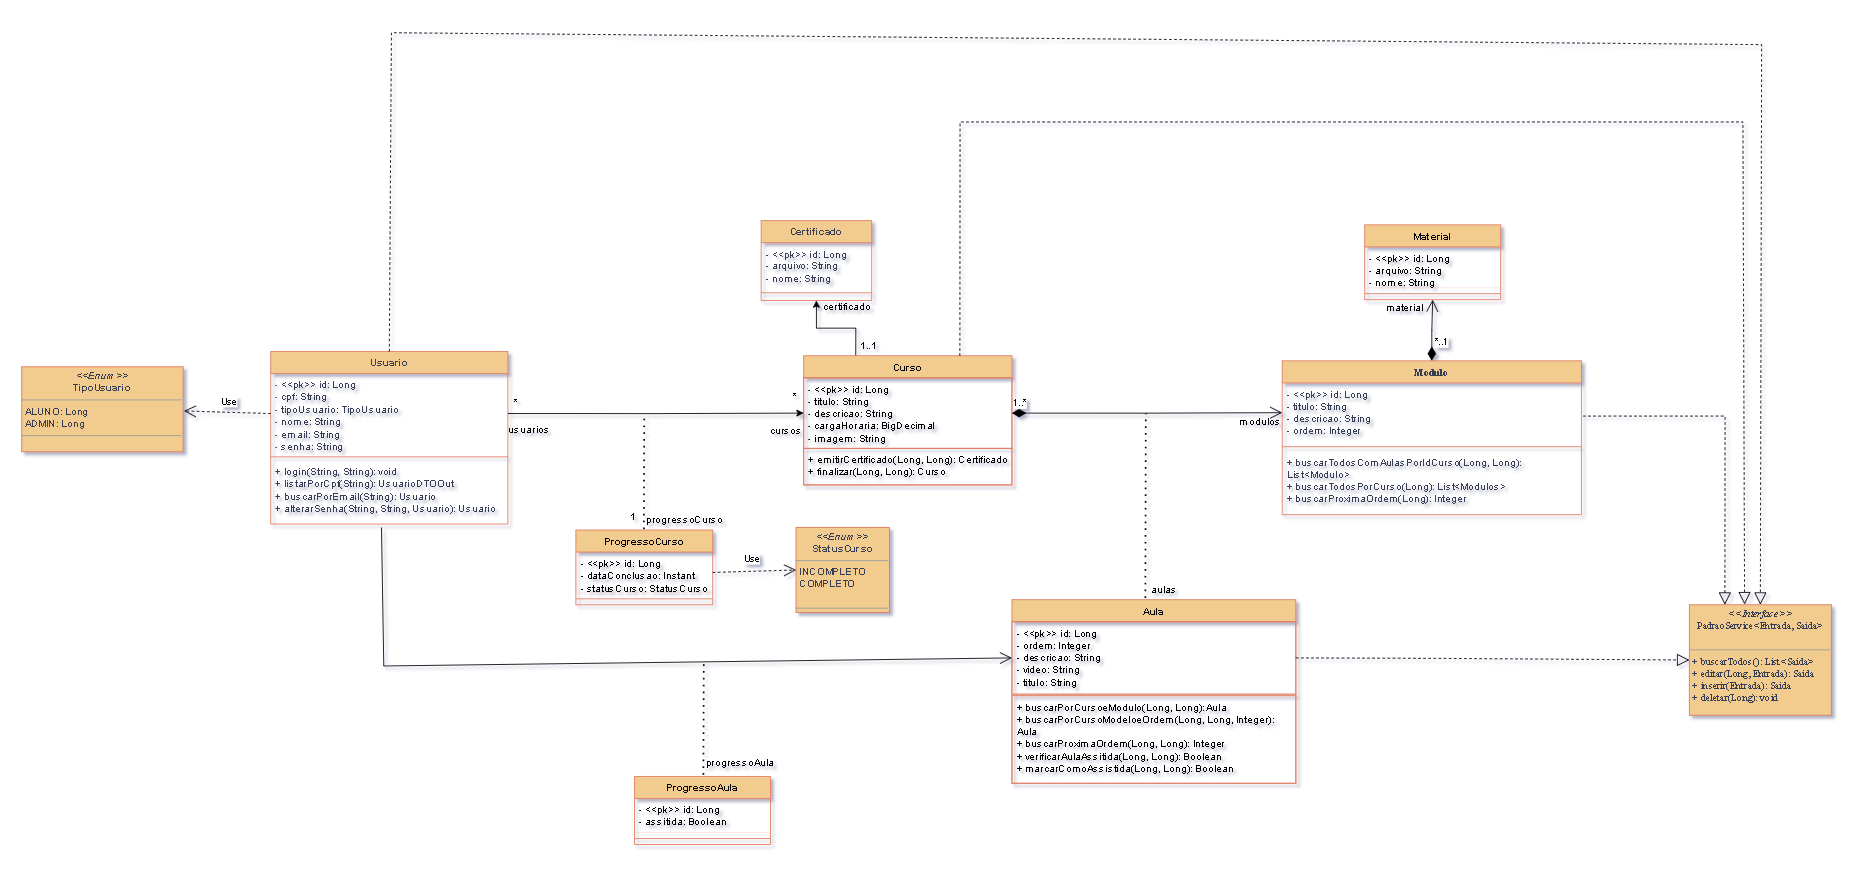 Certificado
- <<pk>> id: Long
- arquivo: String
- nome: String
certificado
1..1
Material
- <<pk>> id: Long
- arquivo: String
- nome: String
material
*..1
<<Enum >>
TipoUsuario
ALUNO: Long
ADMIN: Long
Use
Usuario
- <<pk>> id: Long
- cpf: String
- tipoUsuario: TipoUsuario
- nome: String
- email: String
- senha: String
+ login(String, String): void
+ listarPorCpf(String): UsuarioDTOOut
+ buscarPorEmail(String): Usuario
+ alterarSenha(String, String, Usuario): Usuario
*
usuarios
*
cursos
Curso
- <<pk>> id: Long
- titulo: String
- descricao: String
- cargaHoraria: BigDecimal
- imagem: String
+ emitirCertificado(Long, Long): Certificado
+ finalizar(Long, Long): Curso
1..*
modulos
Modulo
- <<pk>> id: Long
- titulo: String
- descricao: String
- ordem: Integer
+ buscarTodosComAulasPorIdCurso(Long, Long):
List<Modulo>
+ buscarTodosPorCurso(Long): List<Modulos>
+ buscarProximaOrdem(Long): Integer
1
progressoCurso
ProgressoCurso
- <<pk>> id: Long
- dataConclusao: Instant
- statusCurso: StatusCurso
Use
<<Enum >>
StatusCurso
INCOMPLETO
COMPLETO
aulas
Aula
- <<pk>> id: Long
- ordem: Integer
- descricao: String
- video: String
- titulo: String
+ buscarPorCursoeModulo(Long, Long): Aula
+ buscarPorCursoModeloeOrdem(Long, Long, Integer):
Aula
+ buscarProximaOrdem(Long, Long): Integer
+ verificarAulaAssitida(Long, Long): Boolean
+ marcarComoAssistida(Long, Long): Boolean
<<Interface >>
PadraoService<Entrada, Saida>
+ buscarTodos(): List<Saida>
+ editar(Long, Entrada): Saida
+ inserir(Entrada): Saida
+ deletar(Long): void
progressoAula
ProgressoAula
- <<pk>> id: Long
- assitida: Boolean